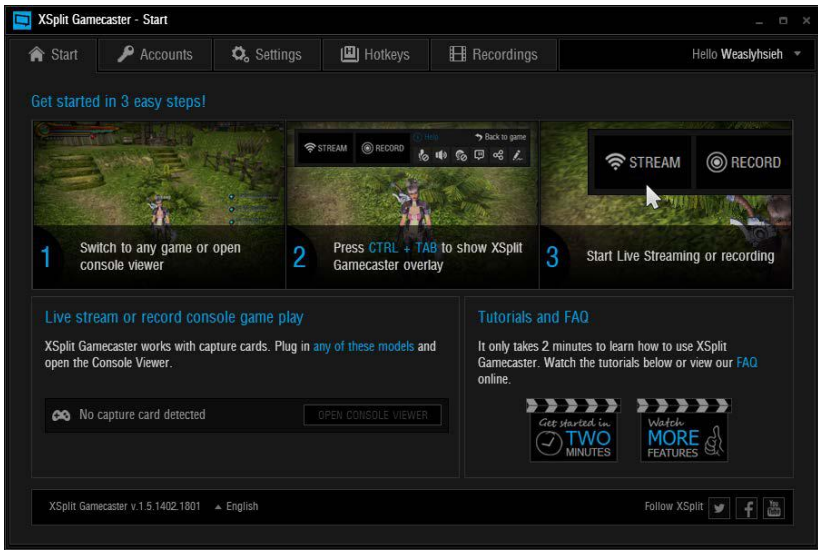 XSplit Gamecaster - Start
Start
Accounts
Settings
Hotkeys
Recordings
Hello Weaslyhsieh
Get started in 3 easy steps!
1
Switch to any game or open
console viewer
STREAM
RECORD
Help
Back to game
2
Press CTRL + TAB to show XSplit
Gamecaster overlay
STREAM
RECORD
3
Start Live Streaming or recording
Live stream or record console game play
XSplit Gamecaster works with capture cards. Plug in any of these models and
open the Console Viewer.
No capture card detected
OPEN CONSOLE VIEWER
Tutorials and FAQ
It only takes 2 minutes to learn how to use XSplit
Gamecaster. Watch the tutorials below or view our FAQ
online.
Get started in
TWO
MINUTES
Watch
MORE
FEATURES
XSplit Gamecaster v.1.5.1402.1801
English
Follow XSplit
You
Tube